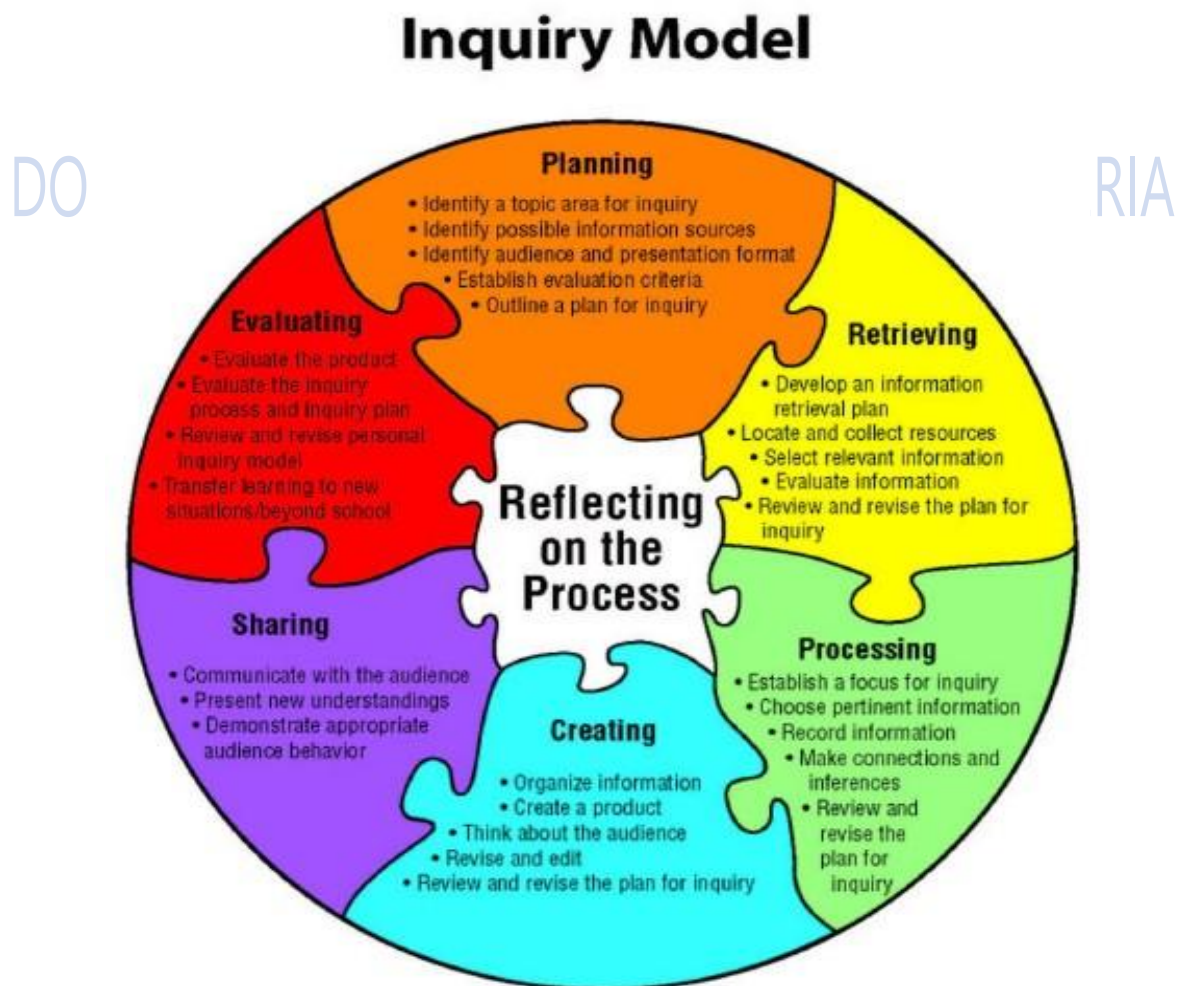 Inquiry Model
DO
RIA
Planning
• Identify a topic area for inquiry
• Identify possible information sources
• Identify audience and presentation format
• Establish evaluation criteria
• Outline a plan for inquiry
Retrieving
• Develop an information
retrieval plan
• Locate and collect resources
• Select relevant information
• Evaluate information
• Review and revise the plan for
inquiry
Processing
• Establish a focus for inquiry
• Choose pertinent information
• Record information
• Make connections and
inferences
• Review and
revise the
plan for
inquiry
Creating
• Organize information
• Create a product
• Think about the audience
• Revise and edit
• Review and revise the plan for inquiry
Sharing
• Communicate with the audience
• Present new understandings
• Demonstrate appropriate
audience behavior
Evaluating
• Evaluate the product
• Evaluate the inquiry
process and inquiry plan
• Review and revise personal
inquiry model
• Transfer learning to new
situations/beyond school
Reflecting
on the
Process